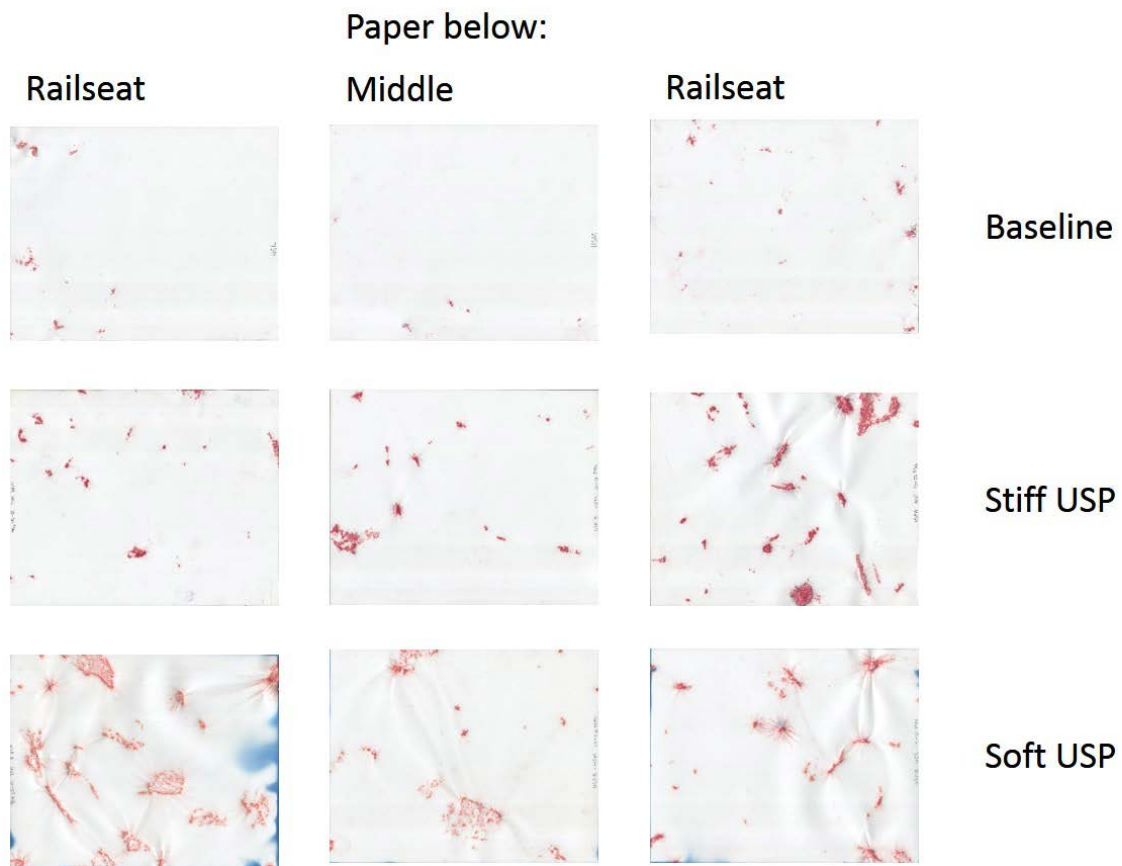 Paper below:
Railseat Middle Railseat
Baseline
Stiff USP
Soft USP